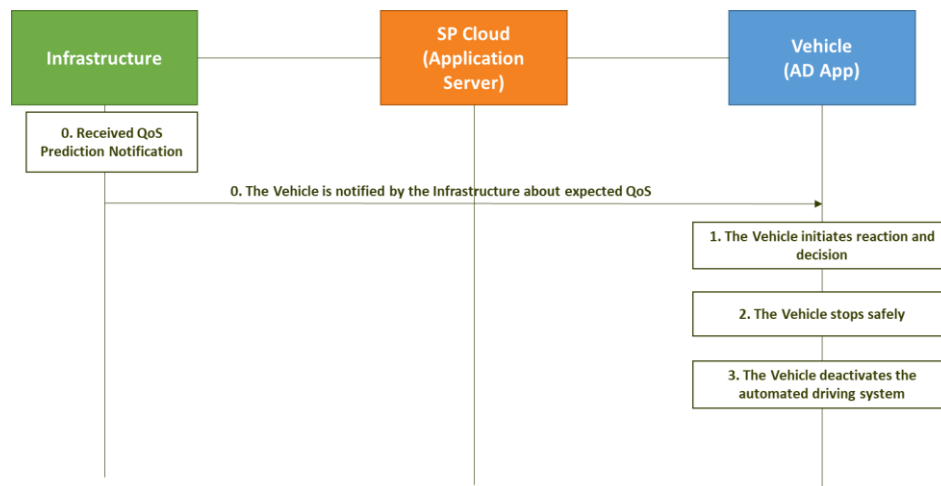 Infrastructure
SP Cloud
(Application
Server)
Vehicle
(AD App)
0. Received QoS
Prediction Notification
0. The Vehicle is notified by the Infrastructure about expected QoS
1. The Vehicle initiates reaction and
decision
2. The Vehicle stops safely
3. The Vehicle deactivates the
automated driving system